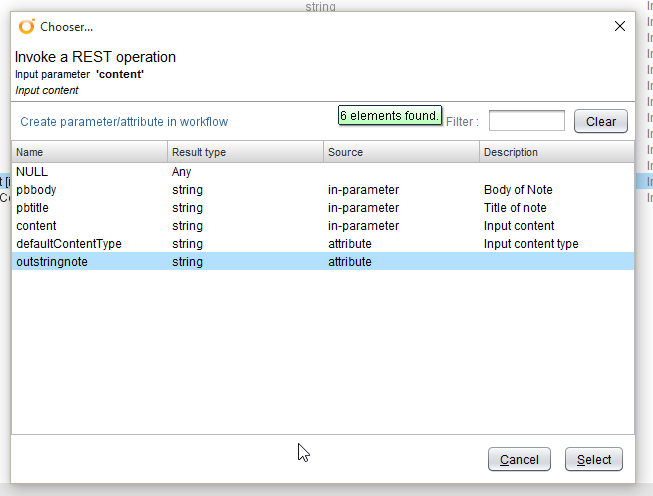 string
Chooser...
Invoke a REST operation
Input parameter 'content'
Input content
Create parameter/attribute in workflow
6 elements found.
Filter :
Clear
Name Result type Source Description
NULL Any
pbbody string in-parameter Body of Note
pbtitle string in-parameter Title of note
content string in-parameter Input content
defaultContentType string attribute Input content type
outstringnote string attribute
Cancel Select